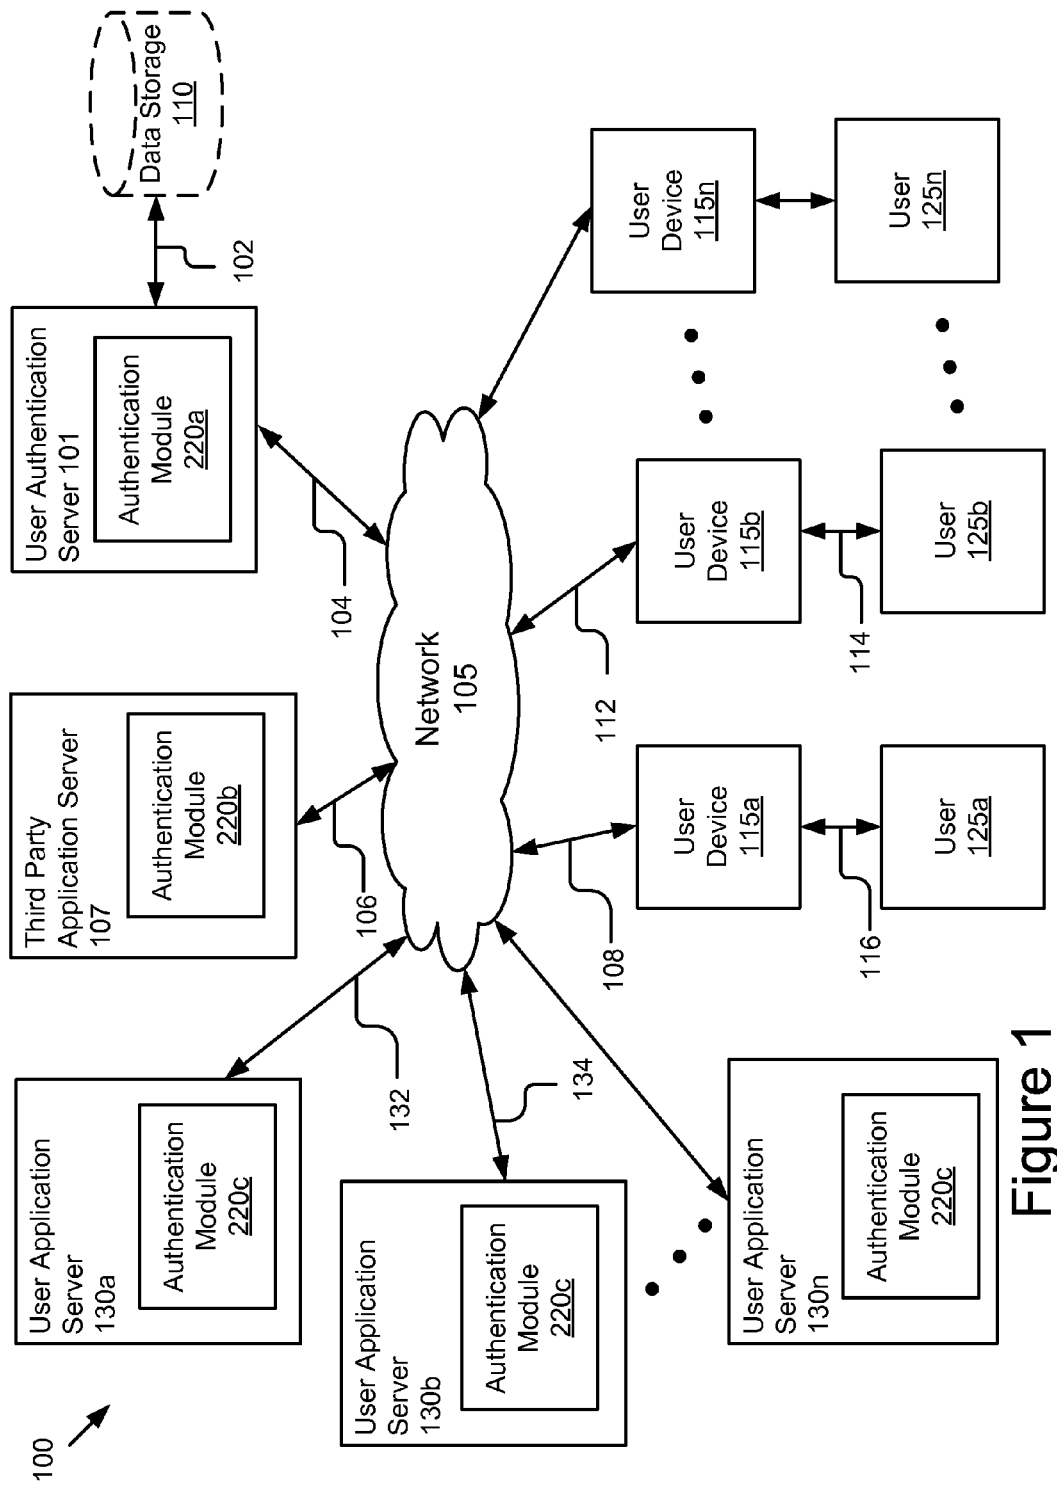 100
User Application
Server
130a
Authentication
Module
220c
132
Third Party
Application Server
107
Authentication
Module
220b
106
User Authentication
Server 101
Authentication
Module
220a
104
102
Data Storage
110
User Application
Server
130b
Authentication
Module
220c
134
Network
105
User Application
Server
130n
Authentication
Module
220c
108
User
Device
115a
112
User
Device
115b
User
Device
115n
116
114
User
125a
User
125b
User
125n
Figure 1